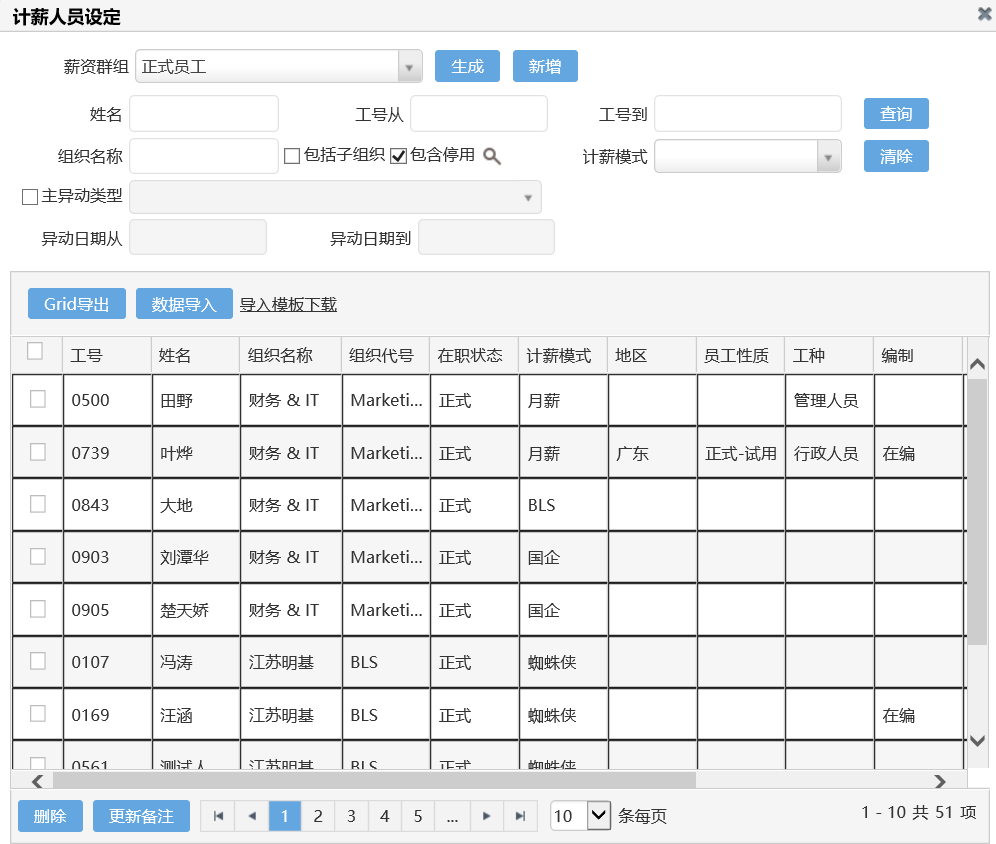 计薪人员设定
薪资群组 正式员工 生成 新增
姓名 工号从 工号到 查询
组织名称 包括子组织 包含停用 计薪模式 清除
主异动类型
异动日期从 异动日期到
Grid导出 数据导入 导入模板下载
工号 姓名 组织名称 组织代号 在职状态 计薪模式 地区 员工性质 工种 编制
0500 田野 财务 & IT Marketi... 正式 月薪 管理人员
0739 叶烨 财务 & IT Marketi... 正式 月薪 广东 正式-试用 行政人员 在编
0843 大地 财务 & IT Marketi... 正式 BLS
0903 刘潭华 财务 & IT Marketi... 正式 国企
0905 楚天娇 财务 & IT Marketi... 正式 国企
0107 冯涛 江苏明基 BLS 正式 蜘蛛侠
0169 汪涵 江苏明基 BLS 正式 蜘蛛侠 在编
0561 测试人 江苏明基 BLS 正式 蜘蛛侠
删除 更新备注 1 2 3 4 5 ... 10 条每页 1 - 10 共 51 项